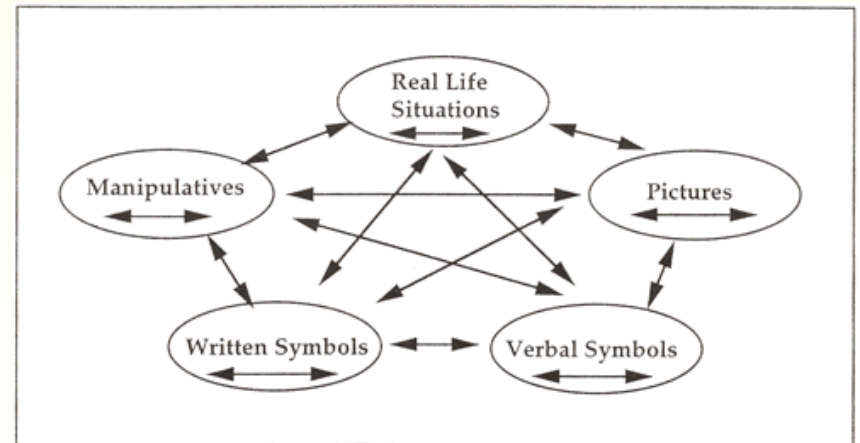 Real Life
Situations
Manipulatives
Pictures
Written Symbols
Verbal Symbols